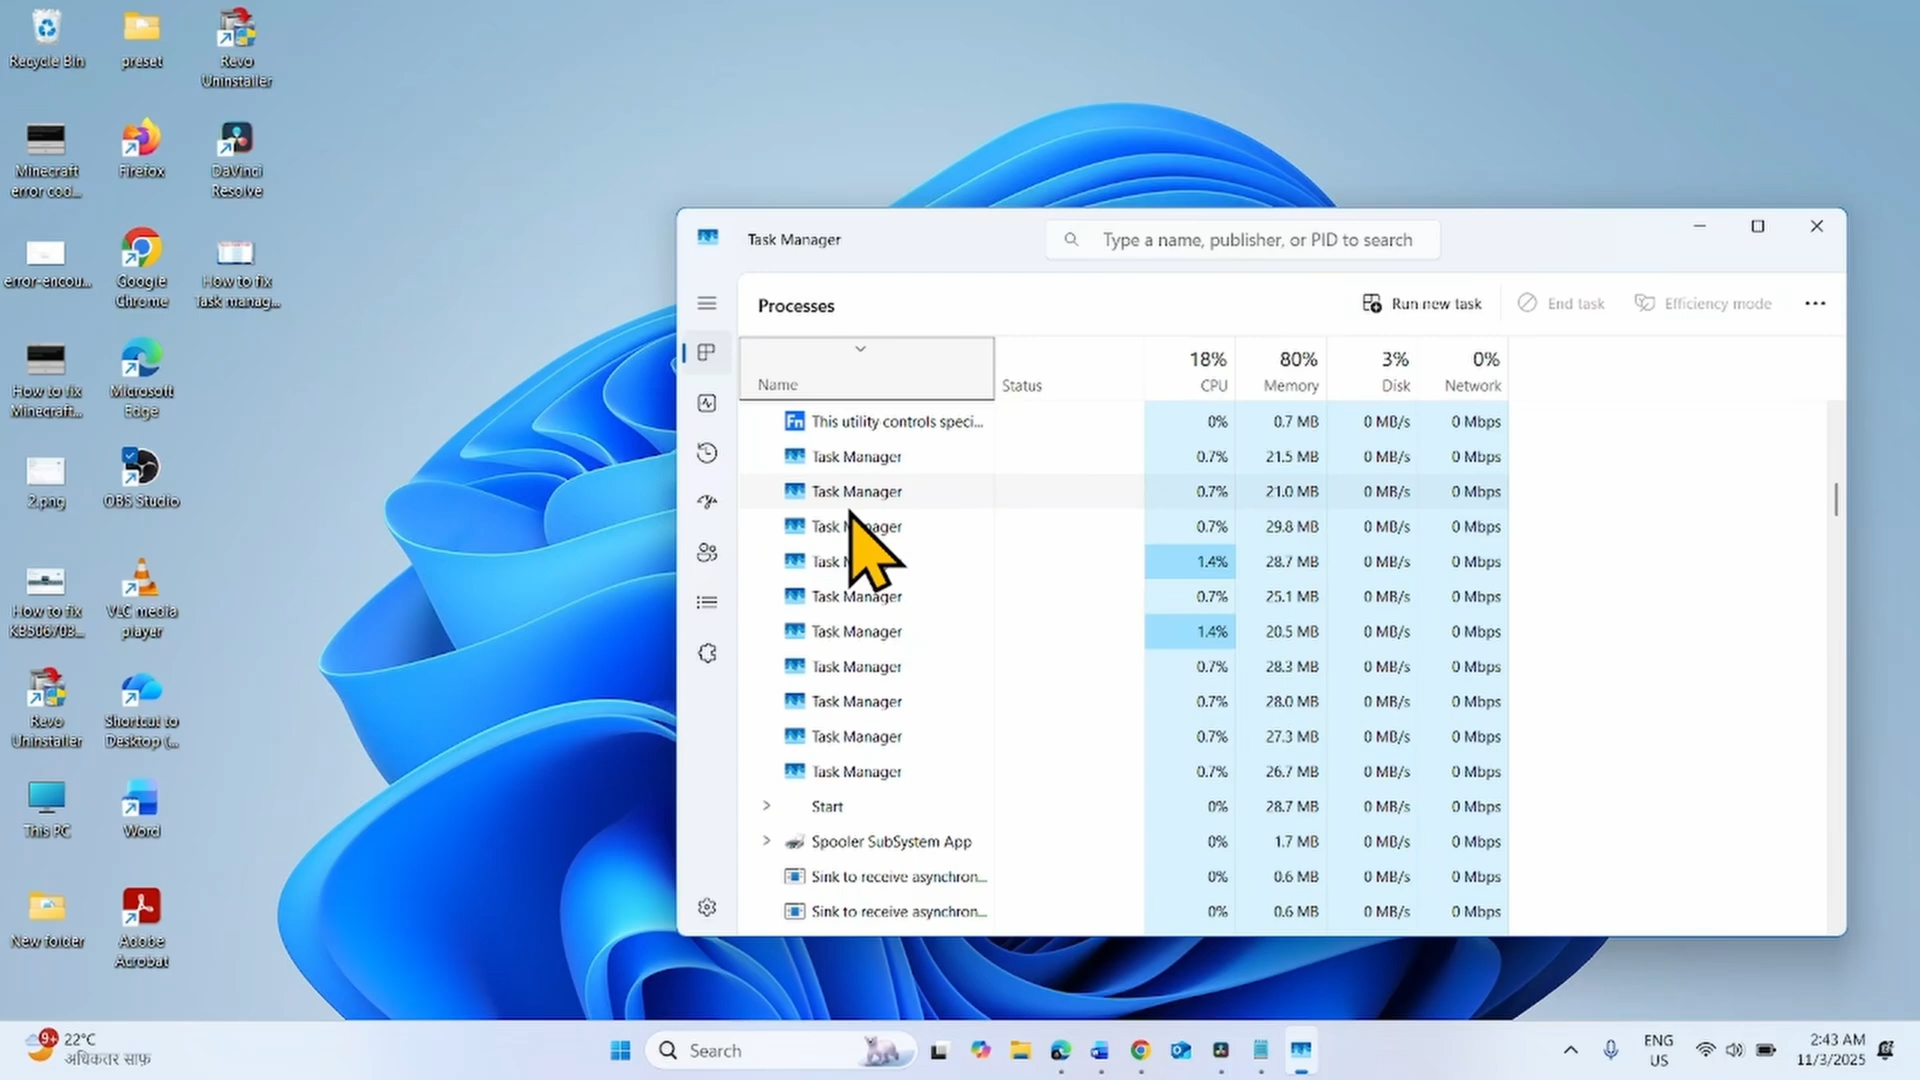 Recycle Bin
preset
Revo
Uninstaller
Minecraft
error cod...
Firefox
DaVinci
Resolve
error-encou...
Google
Chrome
How to fix
Task manag...
How to fix
Minecraft...
Microsoft
Edge
2.png
OBS Studio
How to fix
KB506703...
VLC media
player
Revo
Uninstaller
Shortcut to
Desktop (...
This PC
Word
New folder
Adobe
Acrobat
Task Manager
Type a name, publisher, or PID to search
Processes
Run new task
End task
Efficiency mode
Name
Status
18% CPU
80% Memory
3% Disk
0% Network
Fn This utility controls speci... 0% 0.7 MB 0 MB/s 0 Mbps
Task Manager 0.7% 21.5 MB 0 MB/s 0 Mbps
Task Manager 0.7% 21.0 MB 0 MB/s 0 Mbps
Task Manager 0.7% 29.8 MB 0 MB/s 0 Mbps
Task 1.4% 28.7 MB 0 MB/s 0 Mbps
Task Manager 0.7% 25.1 MB 0 MB/s 0 Mbps
Task Manager 1.4% 20.5 MB 0 MB/s 0 Mbps
Task Manager 0.7% 28.3 MB 0 MB/s 0 Mbps
Task Manager 0.7% 28.0 MB 0 MB/s 0 Mbps
Task Manager 0.7% 27.3 MB 0 MB/s 0 Mbps
Task Manager 0.7% 26.7 MB 0 MB/s 0 Mbps
Start 0% 28.7 MB 0 MB/s 0 Mbps
Spooler SubSystem App 0% 1.7 MB 0 MB/s 0 Mbps
Sink to receive asynchron... 0% 0.6 MB 0 MB/s 0 Mbps
Sink to receive asynchron... 0% 0.6 MB 0 MB/s 0 Mbps
9+
22°C
अधिकतर साफ़
Search
ENG
US
2:43 AM
11/3/2025